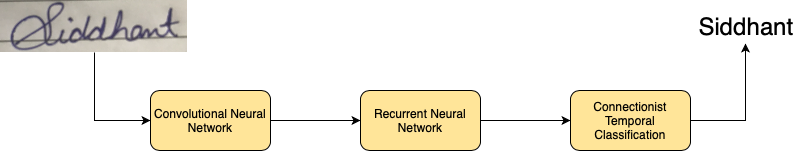 Siddhant
Siddhant
Convolutional Neural
Network
Recurrent Neural
Network
Connectionist
Temporal
Classification